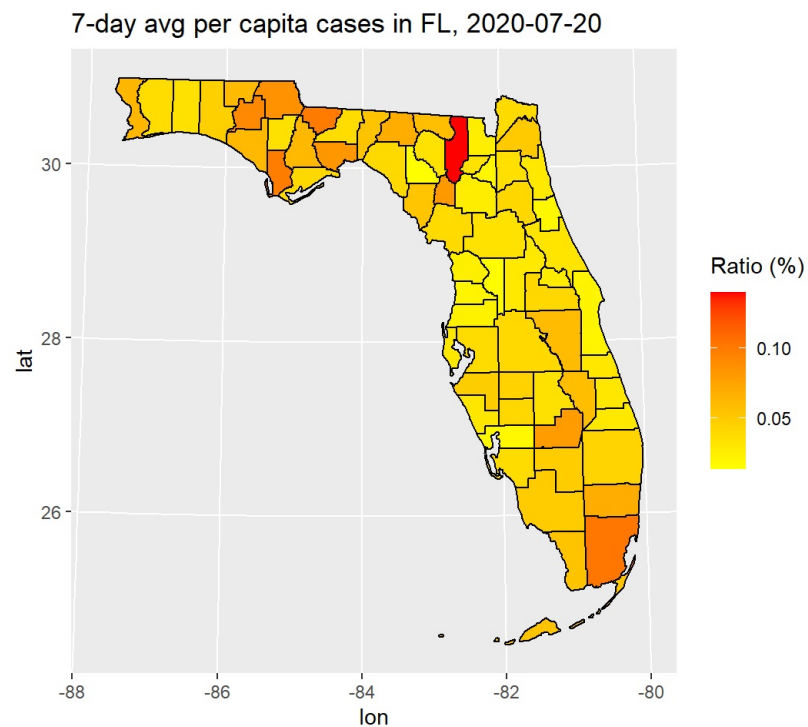 7-day avg per capita cases in FL, 2020-07-20
30
28
26
lat
-88
-86
-84
-82
-80
lon
Ratio (%)
0.10
0.05